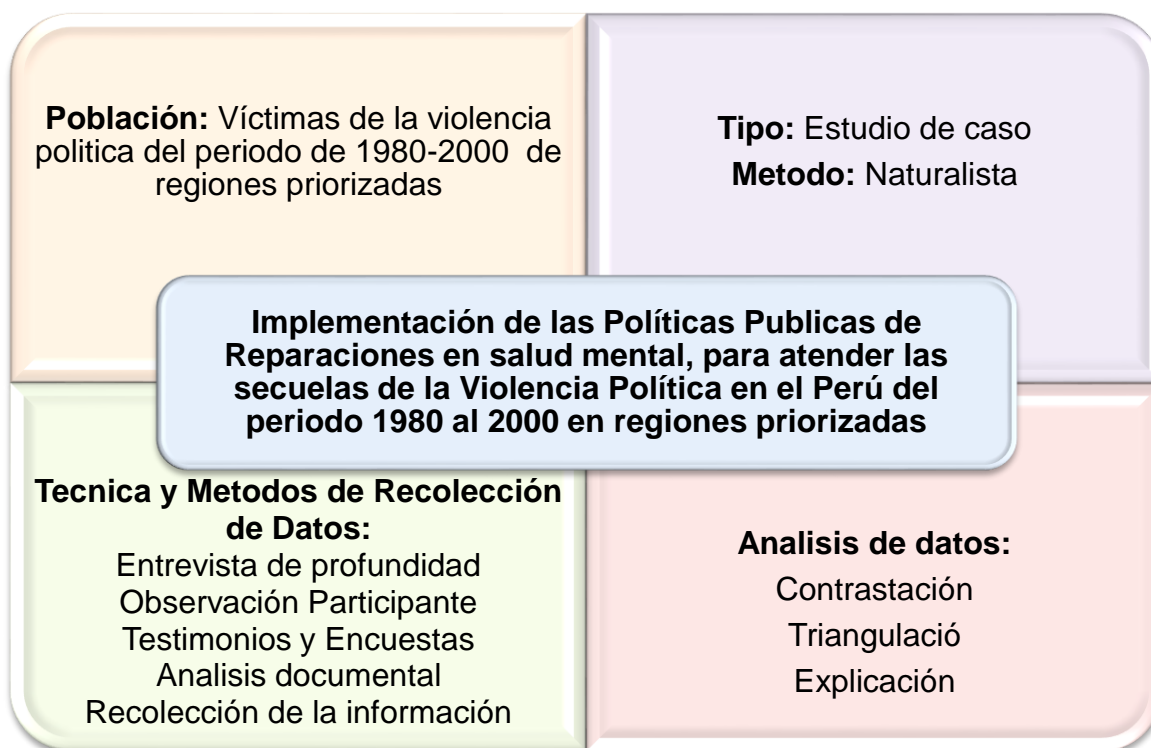 Población: Víctimas de la violencia
politica del periodo de 1980-2000 de
regiones priorizadas
Tipo: Estudio de caso
Metodo: Naturalista
Implementación de las Políticas Publicas de
Reparaciones en salud mental, para atender las
secuelas de la Violencia Política en el Perú del
periodo 1980 al 2000 en regiones priorizadas
Tecnica y Metodos de Recolección
de Datos:
Entrevista de profundidad
Observación Participante
Testimonios y Encuestas
Analisis documental
Recolección de la información
Analisis de datos:
Contrastación
Triangulació
Explicación